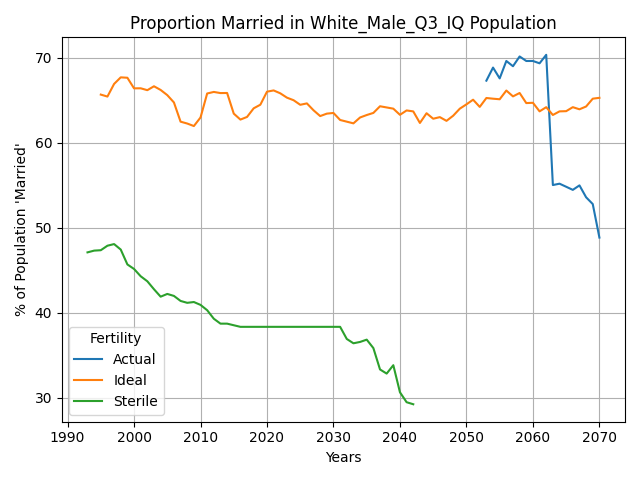 Proportion Married in White_Male_Q3_IQ Population
% of Population 'Married'
70
60
50
40
30
Fertility
Actual
Ideal
Sterile
1990 2000 2010 2020 2030 2040 2050 2060 2070
Years